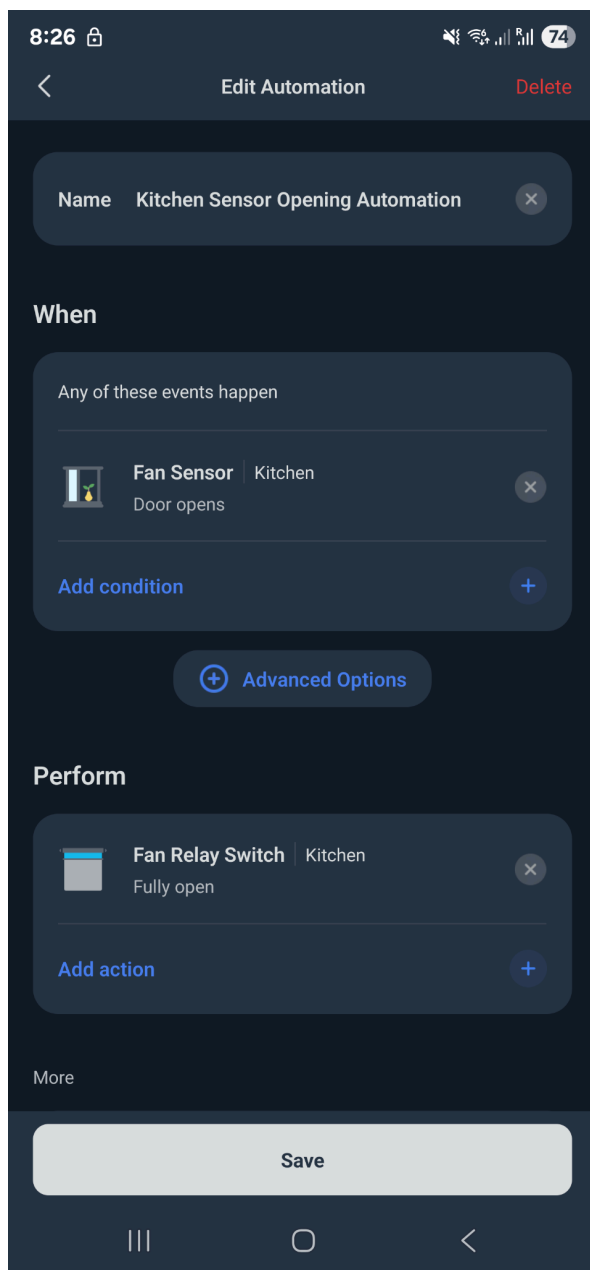 8:26
74
Edit Automation
Delete
Name Kitchen Sensor Opening Automation
When
Any of these events happen
Fan Sensor Kitchen
Door opens
Add condition
Advanced Options
Perform
Fan Relay Switch Kitchen
Fully open
Add action
More
Save